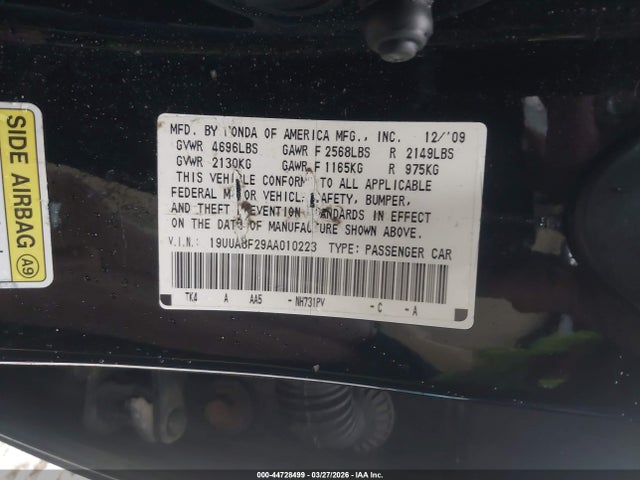 SIDE AIRBAG
A9
MFD. BY HONDA OF AMERICA MFG., INC. 12/'09
GVWR 4696LBS GAWR F 2568LBS R 2149LBS
GVWR 2130KG GAWR F 1165KG R 975KG
THIS VEHICLE CONFORMS TO ALL APPLICABLE
FEDERAL MOTOR VEHICLE SAFETY, BUMPER,
AND THEFT PREVENTION STANDARDS IN EFFECT
ON THE DATE OF MANUFACTURE SHOWN ABOVE.
V.I.N.: 19UUA8F29AA010223 TYPE: PASSENGER CAR
TK4 A AA5 -NH731PV -C -A
000-44728499 - 03/27/2026 - IAA Inc.